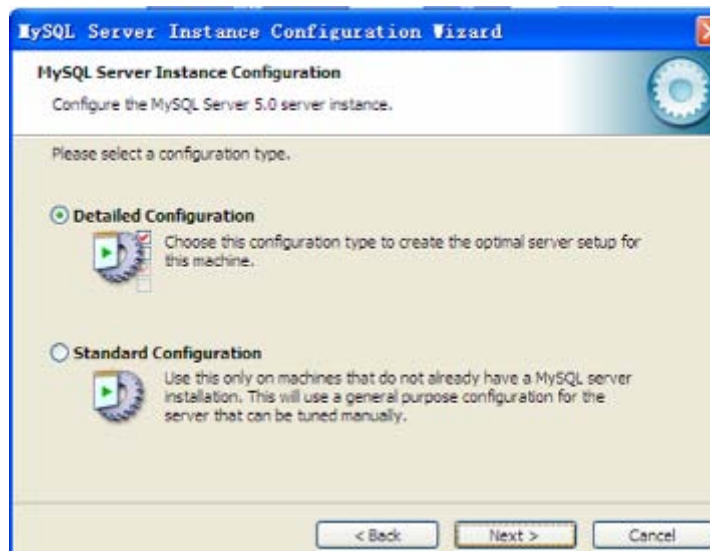 MySQL Server Instance Configuration Wizard
MySQL Server Instance Configuration
Configure the MySQL Server 5.0 server instance.
Please select a configuration type.
Detailed Configuration
Choose this configuration type to create the optimal server setup for
this machine.
Standard Configuration
Use this only on machines that do not already have a MySQL server
installation. This will use a general purpose configuration for the
server that can be tuned manually.
< Back
Next >
Cancel